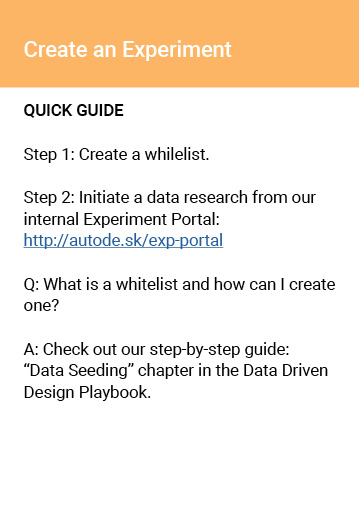 Create an Experiment
QUICK GUIDE
Step 1: Create a whilelist.
Step 2: Initiate a data research from our
internal Experiment Portal:
http://autode.sk/exp-portal
Q: What is a whitelist and how can I create
one?
A: Check out our step-by-step guide:
“Data Seeding” chapter in the Data Driven
Design Playbook.